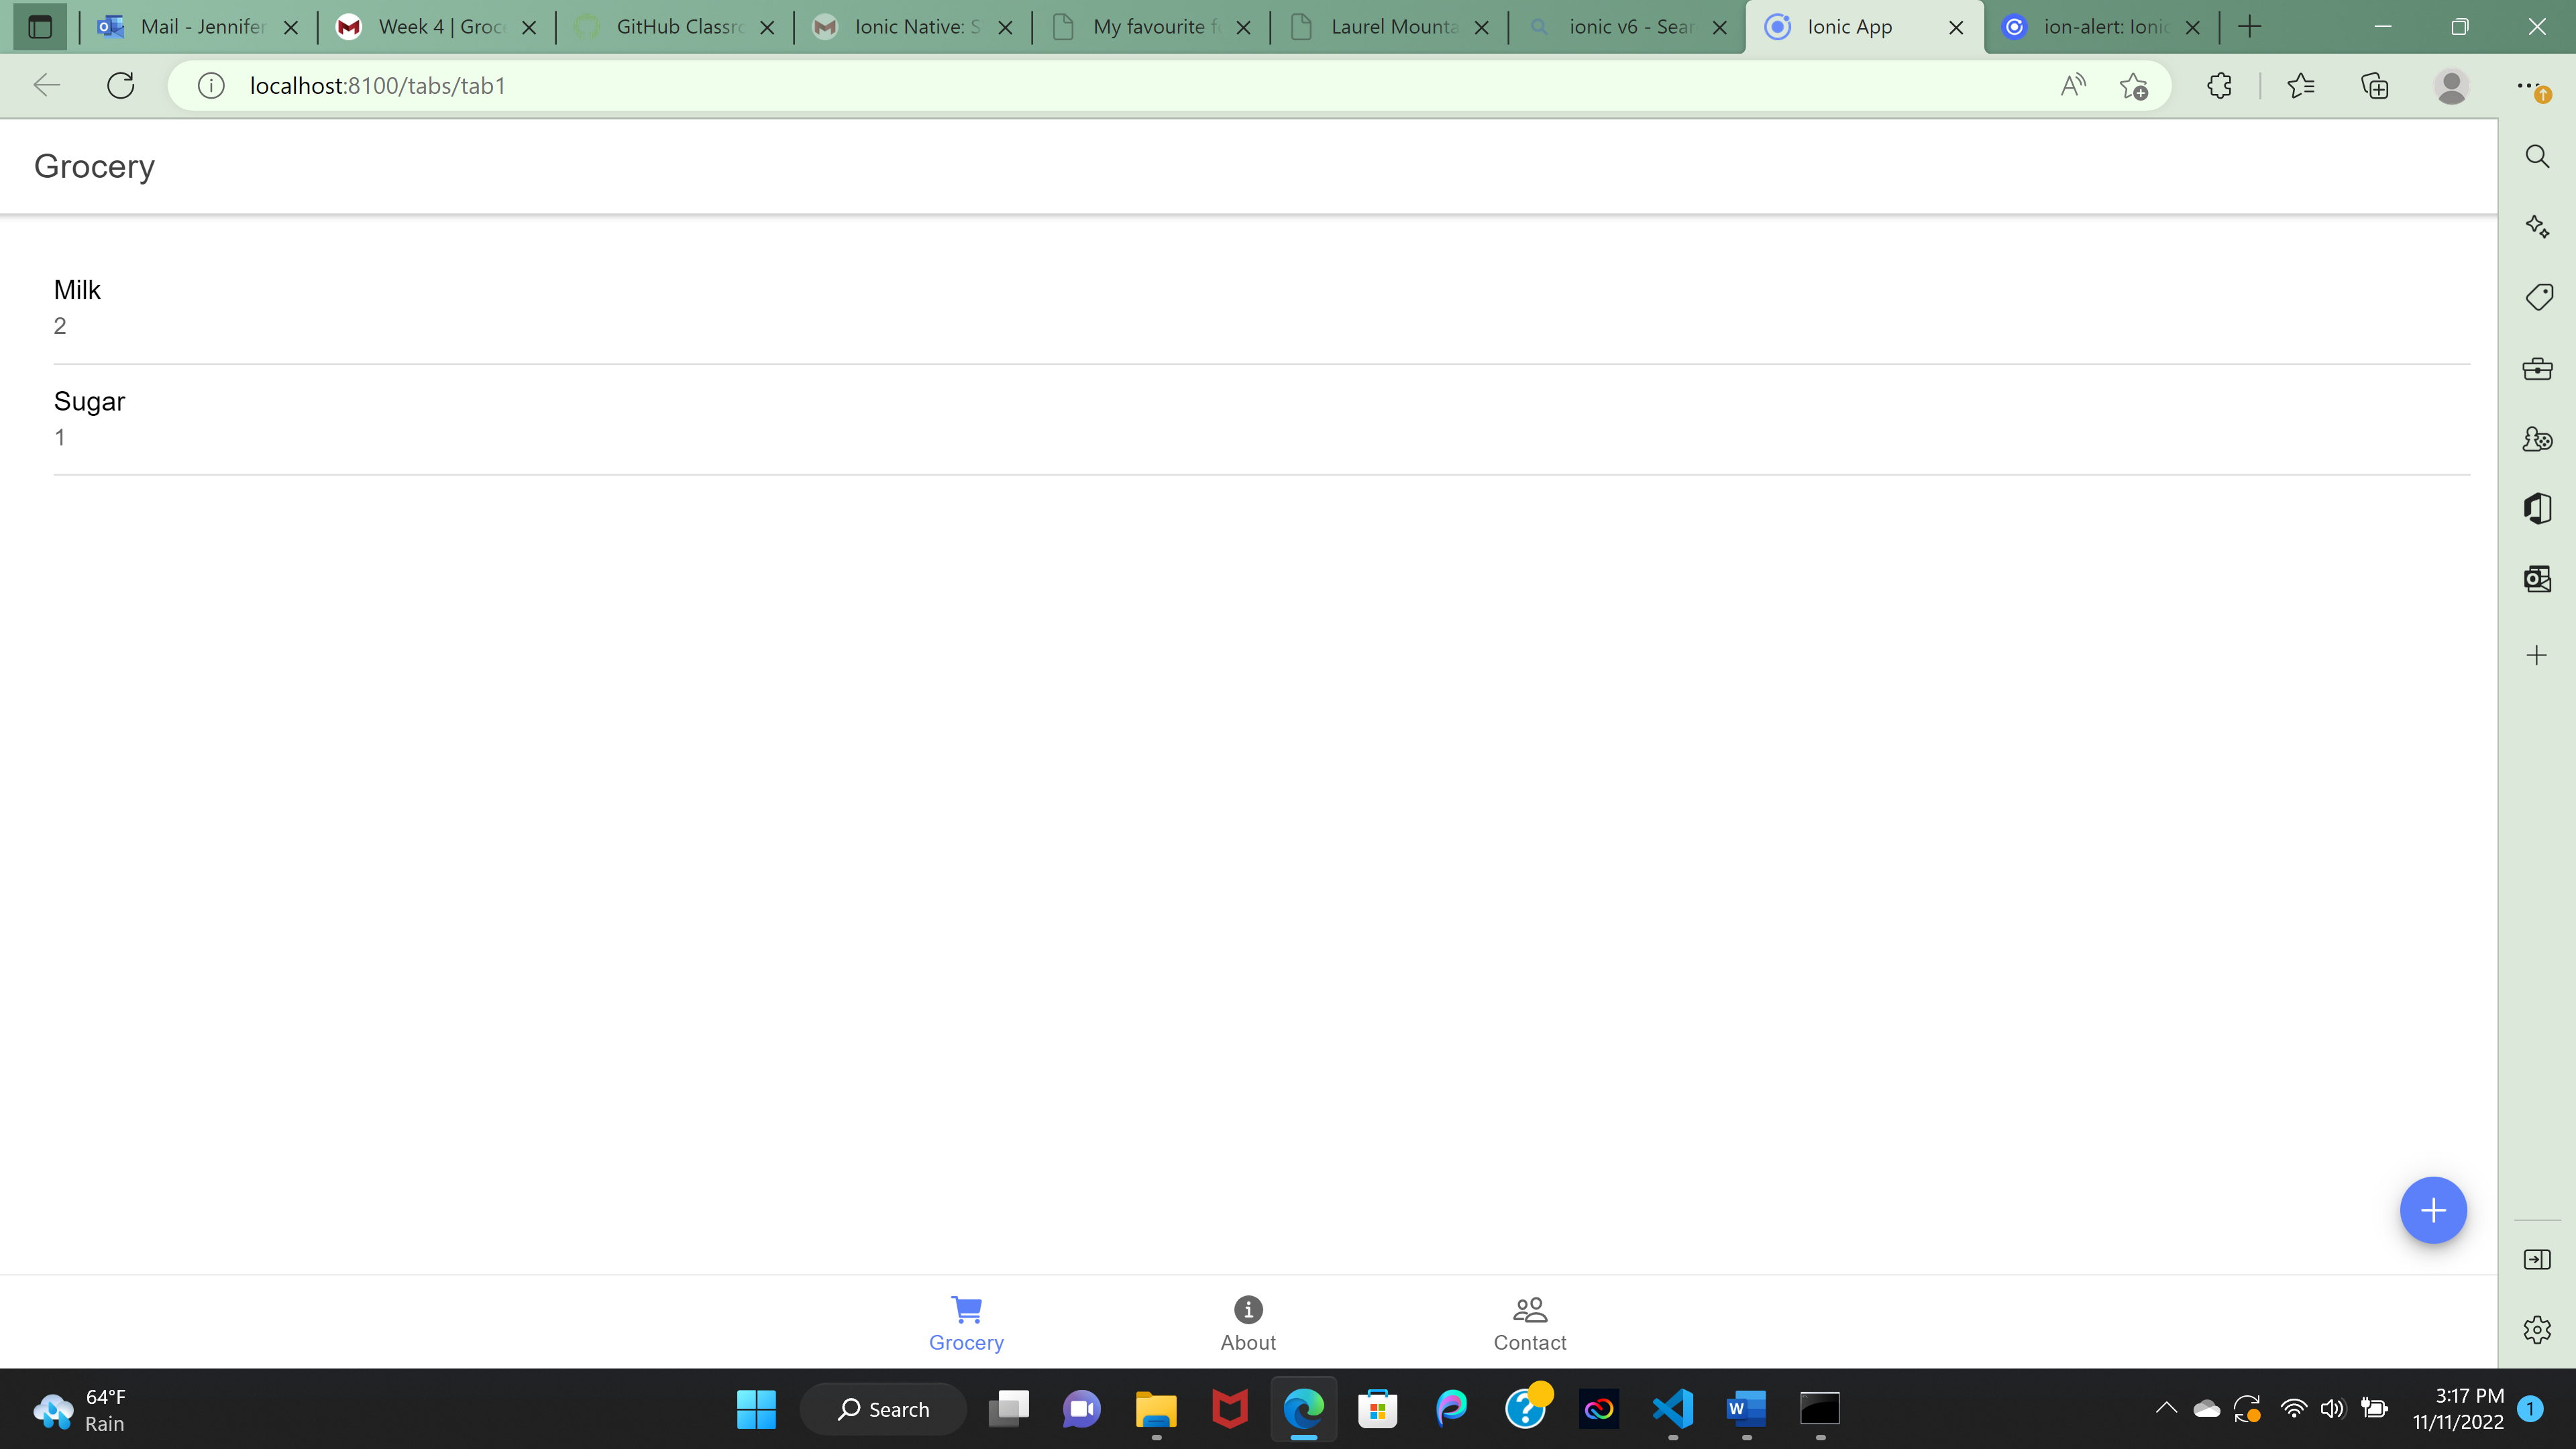 Mail - Jennifer
Week 4 | Groce
GitHub Classro
Ionic Native: S
My favourite f
Laurel Mounta
ionic v6 - Sear
Ionic App
ion-alert: Ionic
localhost:8100/tabs/tab1
Grocery
Milk
2
Sugar
1
Grocery
About
Contact
64°F
Rain
Search
3:17 PM
11/11/2022
1